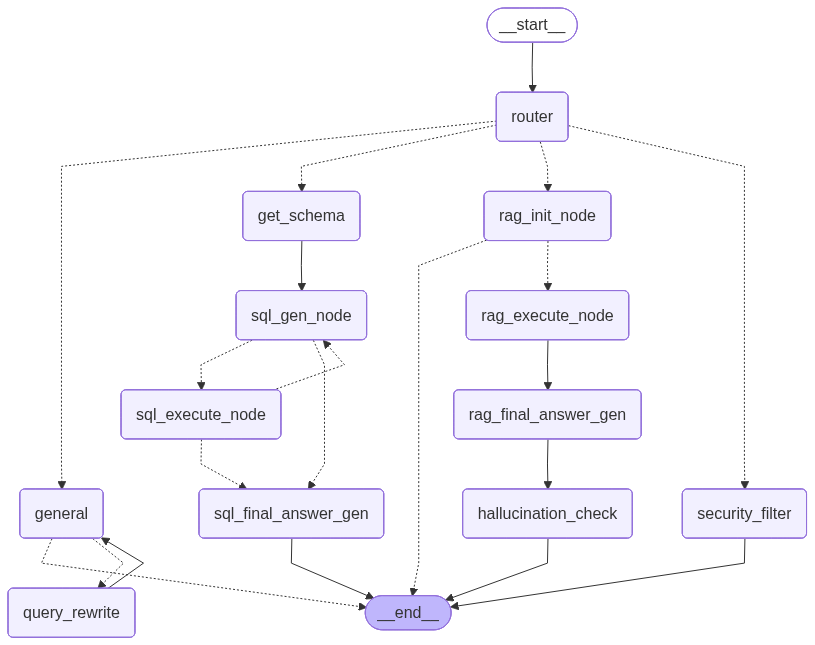 __start__
router
get_schema
rag_init_node
sql_gen_node
rag_execute_node
sql_execute_node
rag_final_answer_gen
general
sql_final_answer_gen
hallucination_check
security_filter
query_rewrite
__end__